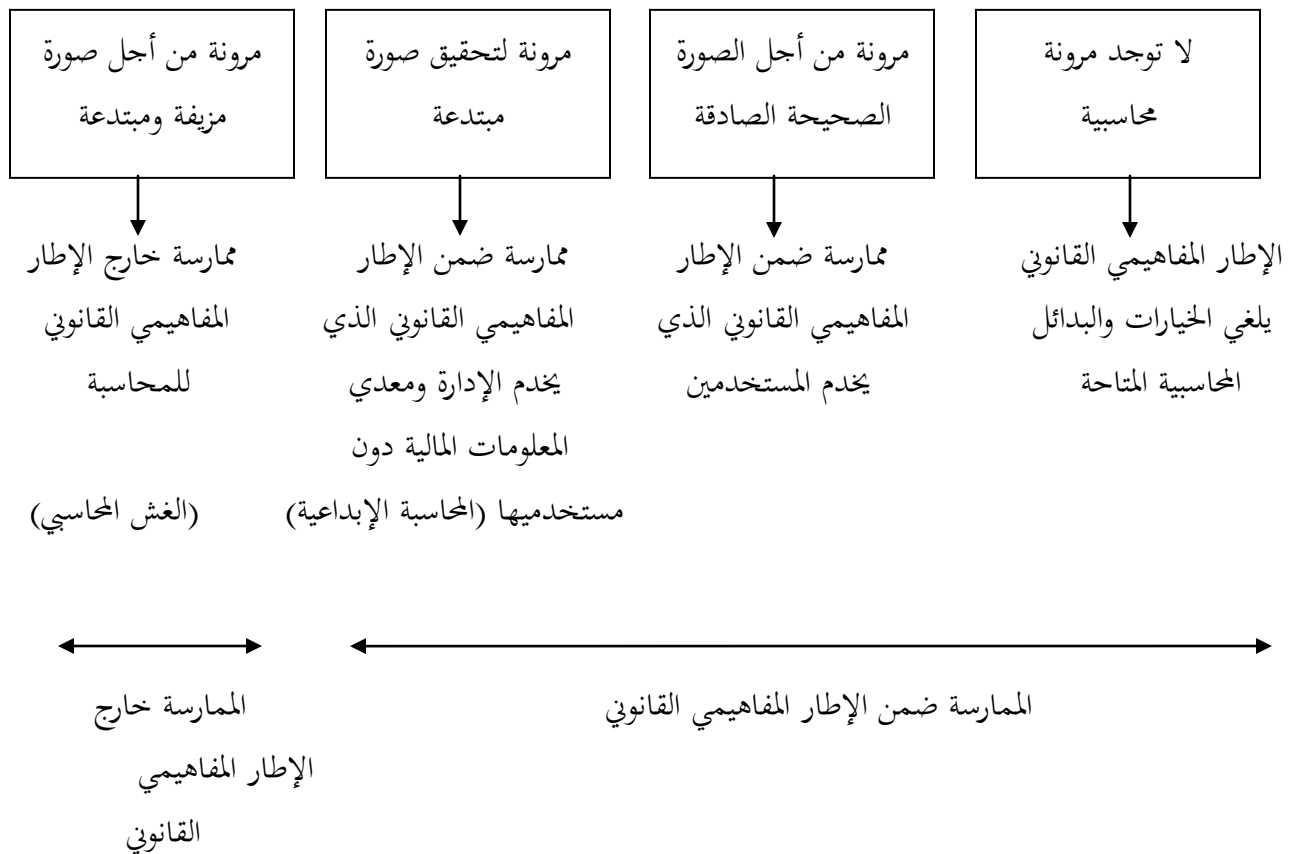 لا توجد مرونة
محاسبية
مرونة من أجل الصورة
الصحيحة الصادقة
مرونة لتحقيق صورة
مبتدعة
مرونة من أجل صورة
مزيفة ومبتدعة
الإطار المفاهيمي القانوني
يلغي الخيارات والبدائل
المحاسبية المتاحة
ممارسة ضمن الإطار
المفاهيمي القانوني الذي
يخدم المستخدمين
ممارسة ضمن الإطار
المفاهيمي القانوني الذي
يخدم الإدارة ومعدي
المعلومات المالية دون
مستخدميها (المحاسبة الإبداعية)
ممارسة خارج الإطار
المفاهيمي القانوني
للمحاسبة
(الغش المحاسبي)
الممارسة ضمن الإطار المفاهيمي القانوني
الممارسة خارج
الإطار المفاهيمي
القانوني